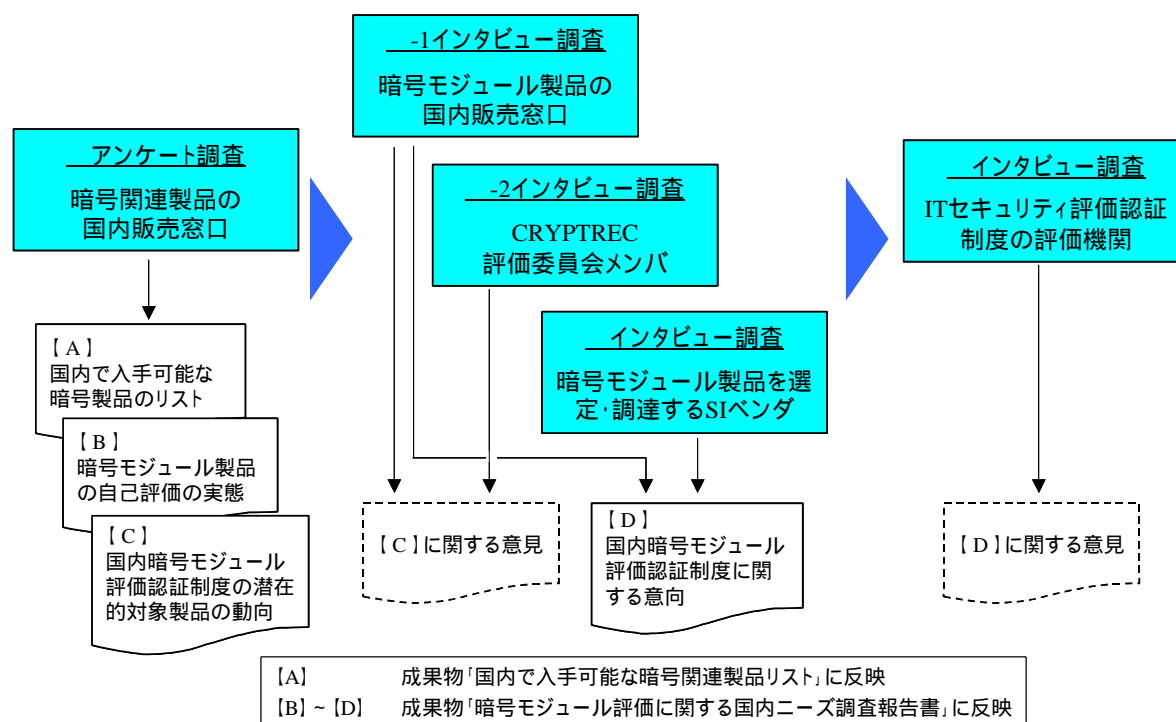 アンケート調査
暗号関連製品の
国内販売窓口
【A】
国内で入手可能な
暗号製品のリスト
【B】
暗号モジュール製品
の自己評価の実態
【C】
国内暗号モジュール
評価認証制度の潜在
的対象製品の動向
-1インタビュー調査
暗号モジュール製品の
国内販売窓口
-2インタビュー調査
CRYPTREC
評価委員会メンバ
インタビュー調査
暗号モジュール製品を選
定・調達するSIベンダ
【C】に関する意見
【D】
国内暗号モジュール
評価認証制度に関
する意向
インタビュー調査
ITセキュリティ評価認証
制度の評価機関
【D】に関する意見
【A】 成果物「国内で入手可能な暗号関連製品リスト」に反映
【B】~【D】 成果物「暗号モジュール評価に関する国内ニーズ調査報告書」に反映